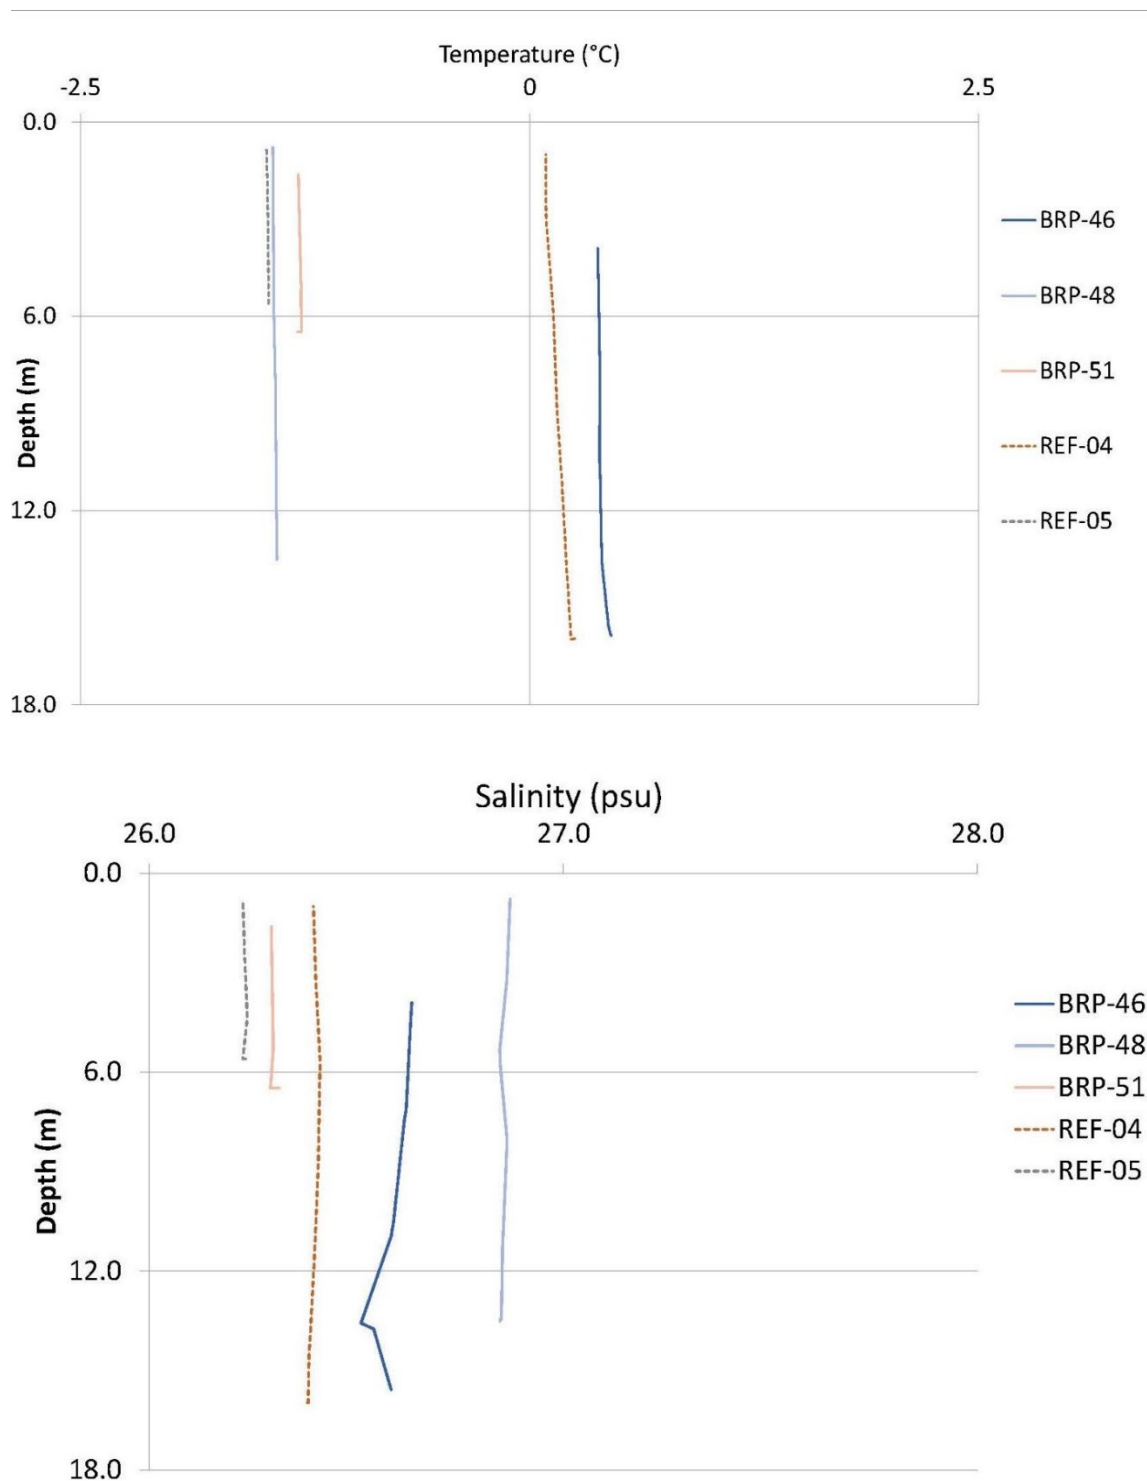 Temperature (°C)
-2.5 0 2.5
0.0
6.0
12.0
18.0
Depth (m)
BRP-46
BRP-48
BRP-51
REF-04
REF-05
Salinity (psu)
26.0 27.0 28.0
0.0
6.0
12.0
18.0
Depth (m)
BRP-46
BRP-48
BRP-51
REF-04
REF-05